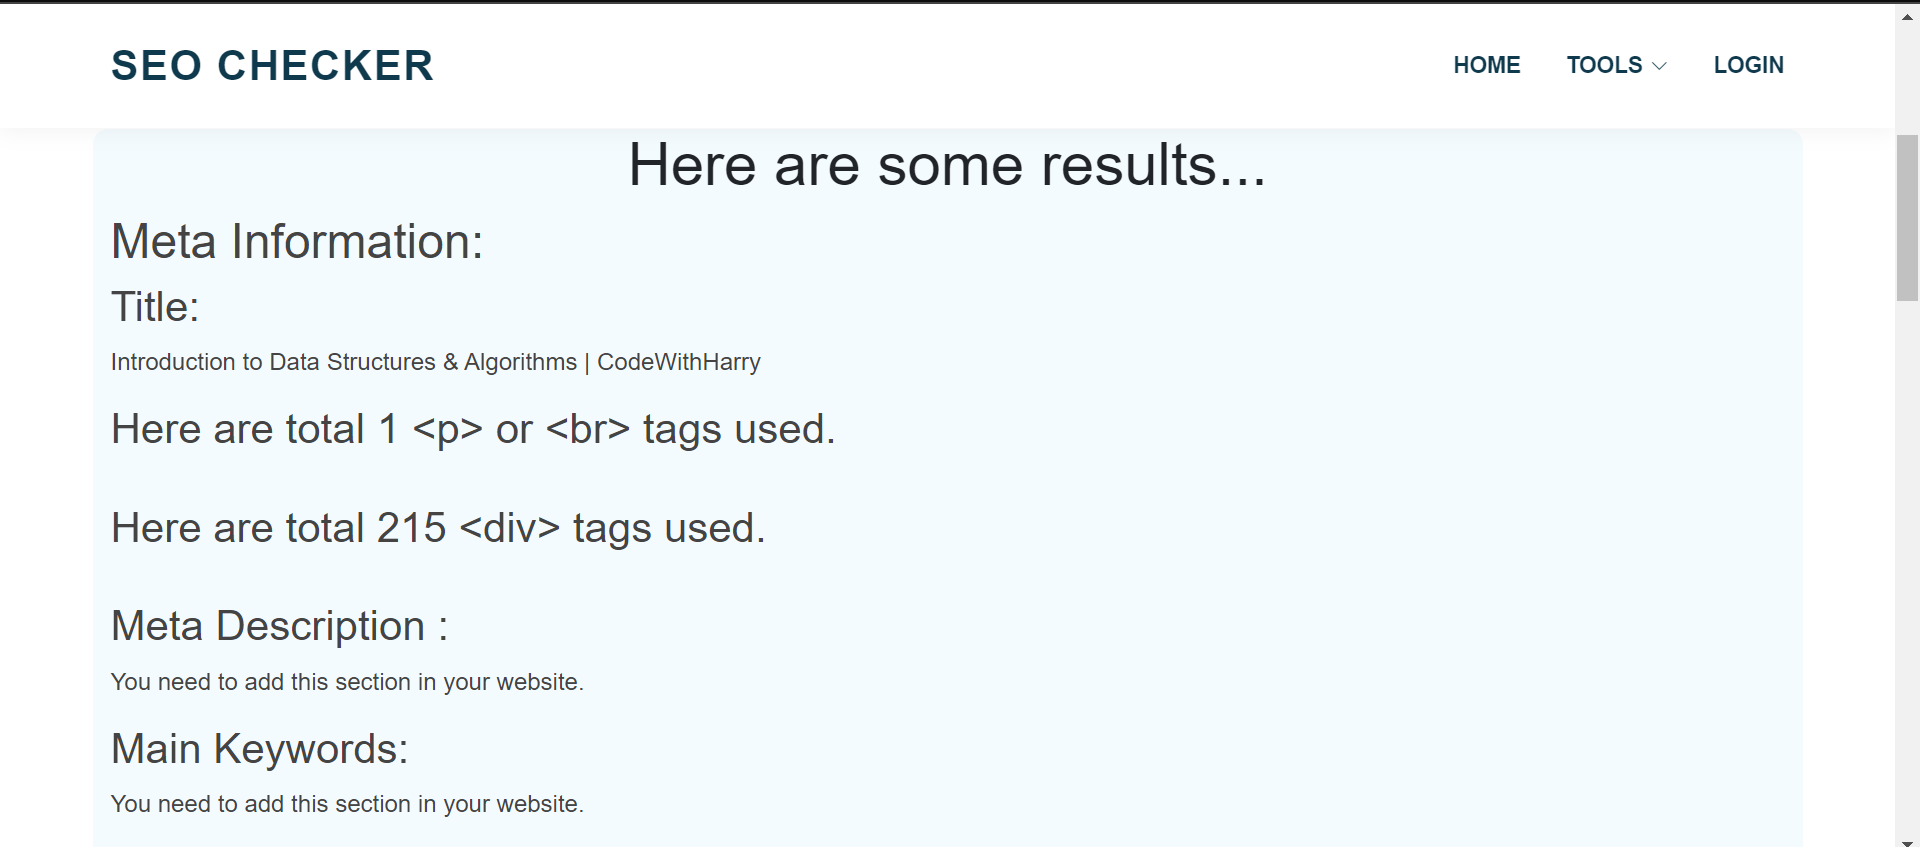 SEO CHECKER
HOME TOOLS LOGIN
Here are some results...
Meta Information:
Title:
Introduction to Data Structures & Algorithms | CodeWithHarry
Here are total 1 <p> or <br> tags used.
Here are total 215 <div> tags used.
Meta Description :
You need to add this section in your website.
Main Keywords:
You need to add this section in your website.